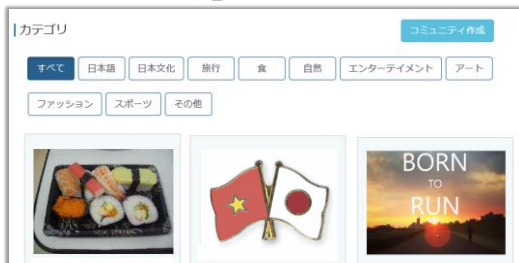 カテゴリ
コミュニティ作成
すべて
日本語
日本文化
旅行
食
自然
エンターテイメント
アート
ファッション
スポーツ
その他
BORN
TO
RUN